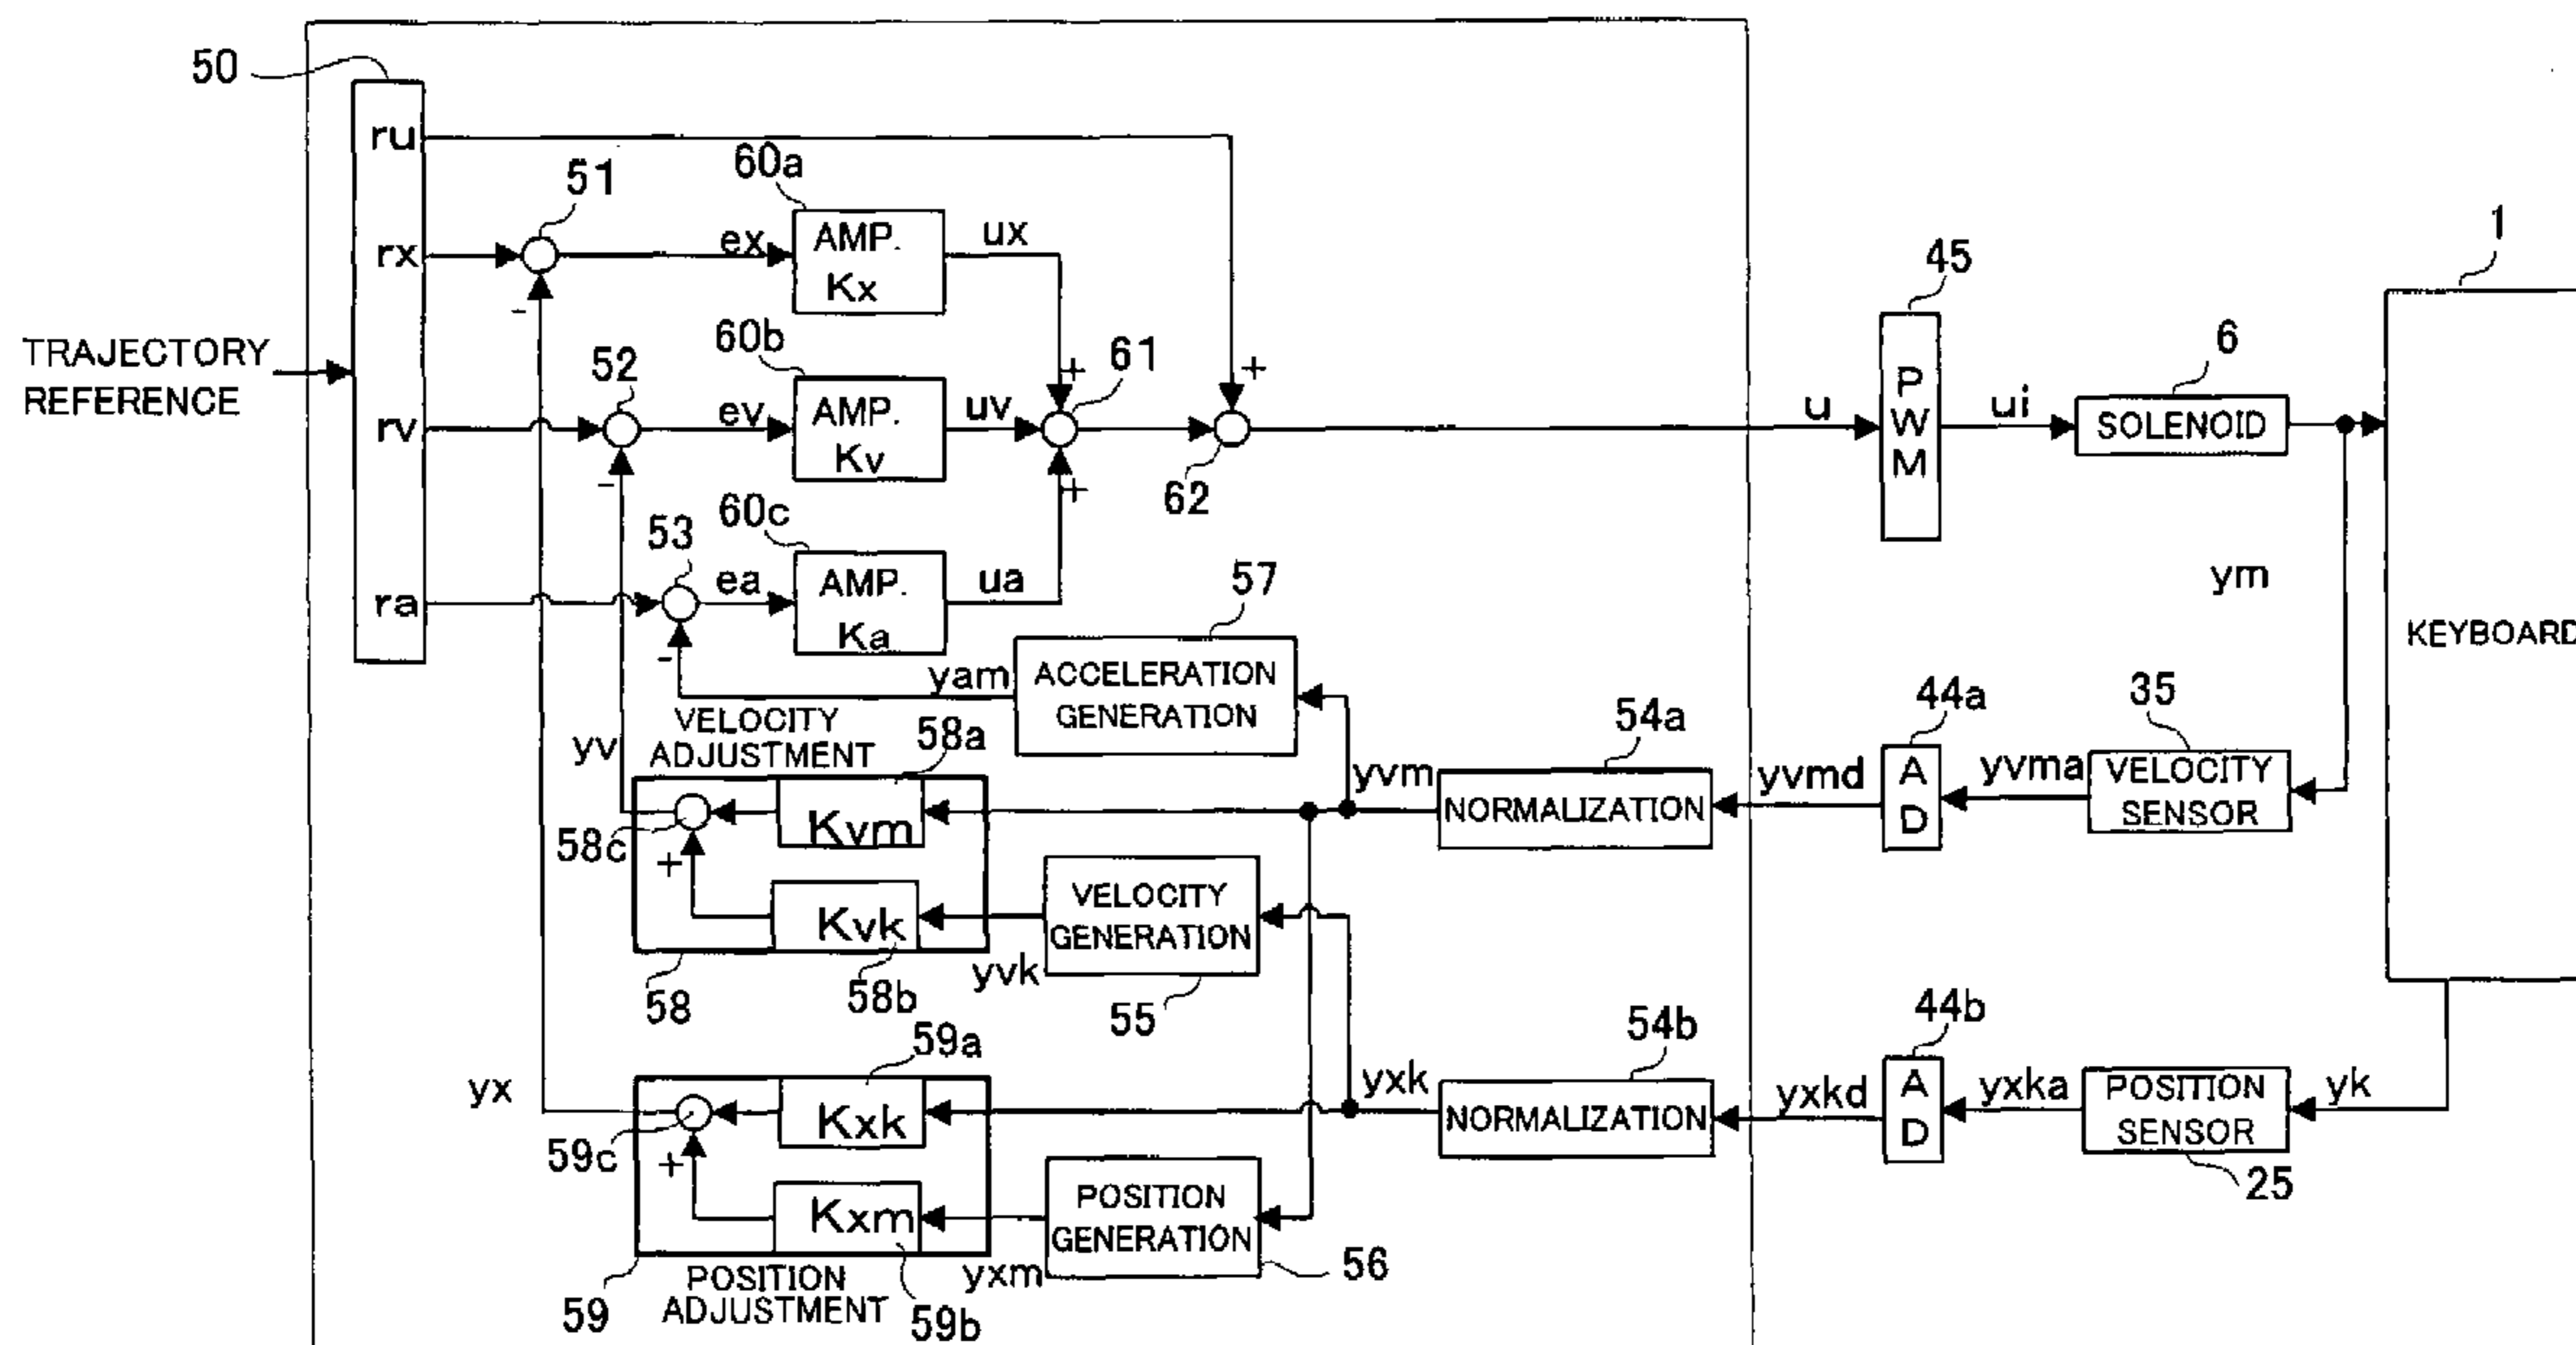 50
ru
60a
51
1
rx
ex
AMP.
Kx
ux
45
-
+
6
TRAJECTORY
REFERENCE
60b
52
61
+
P
W
M
rv
ev
AMP.
Kv
uv
u
ui
SOLENOID
-
+
62
60c
53
57
ym
ra
ea
AMP.
Ka
ua
KEYBOARD
-
yam
ACCELERATION
GENERATION
54a
44a
35
VELOCITY
ADJUSTMENT
58a
yv
yvm
NORMALIZATION
yvmd
A
D
yvma
VELOCITY
SENSOR
58c
Kvm
+
Kvk
VELOCITY
GENERATION
yvk
58
58b
55
59a
54b
44b
yx
Kxk
yxk
NORMALIZATION
yxkd
A
D
yxka
POSITION
SENSOR
yk
59c
+
Kxm
POSITION
GENERATION
25
yxm
56
POSITION
ADJUSTMENT
59
59b